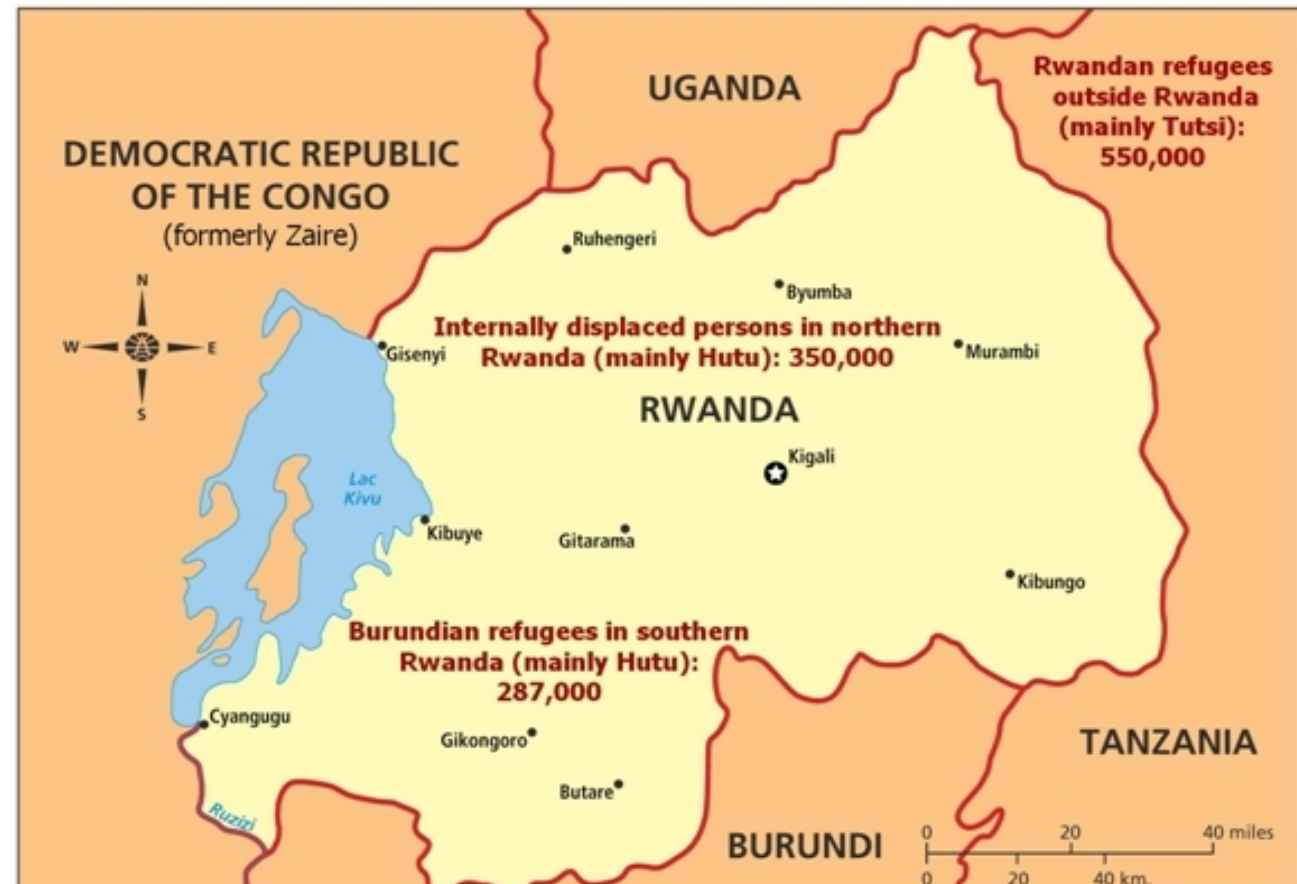 UGANDA
Rwandan refugees
outside Rwanda
(mainly Tutsi):
550,000
DEMOCRATIC REPUBLIC
OF THE CONGO
(formerly Zaire)
N
W
E
S
Ruhengeri
Byumba
Internally displaced persons in northern
Rwanda (mainly Hutu): 350,000
Gisenyi
Murambi
RWANDA
Kigali
Lac
Kivu
Kibuye
Gitarama
Kibungo
Burundian refugees in southern
Rwanda (mainly Hutu):
287,000
Cyangugu
Gikongoro
TANZANIA
Butare
Ruzizi
BURUNDI
0 20 40 miles
0 20 40 km.